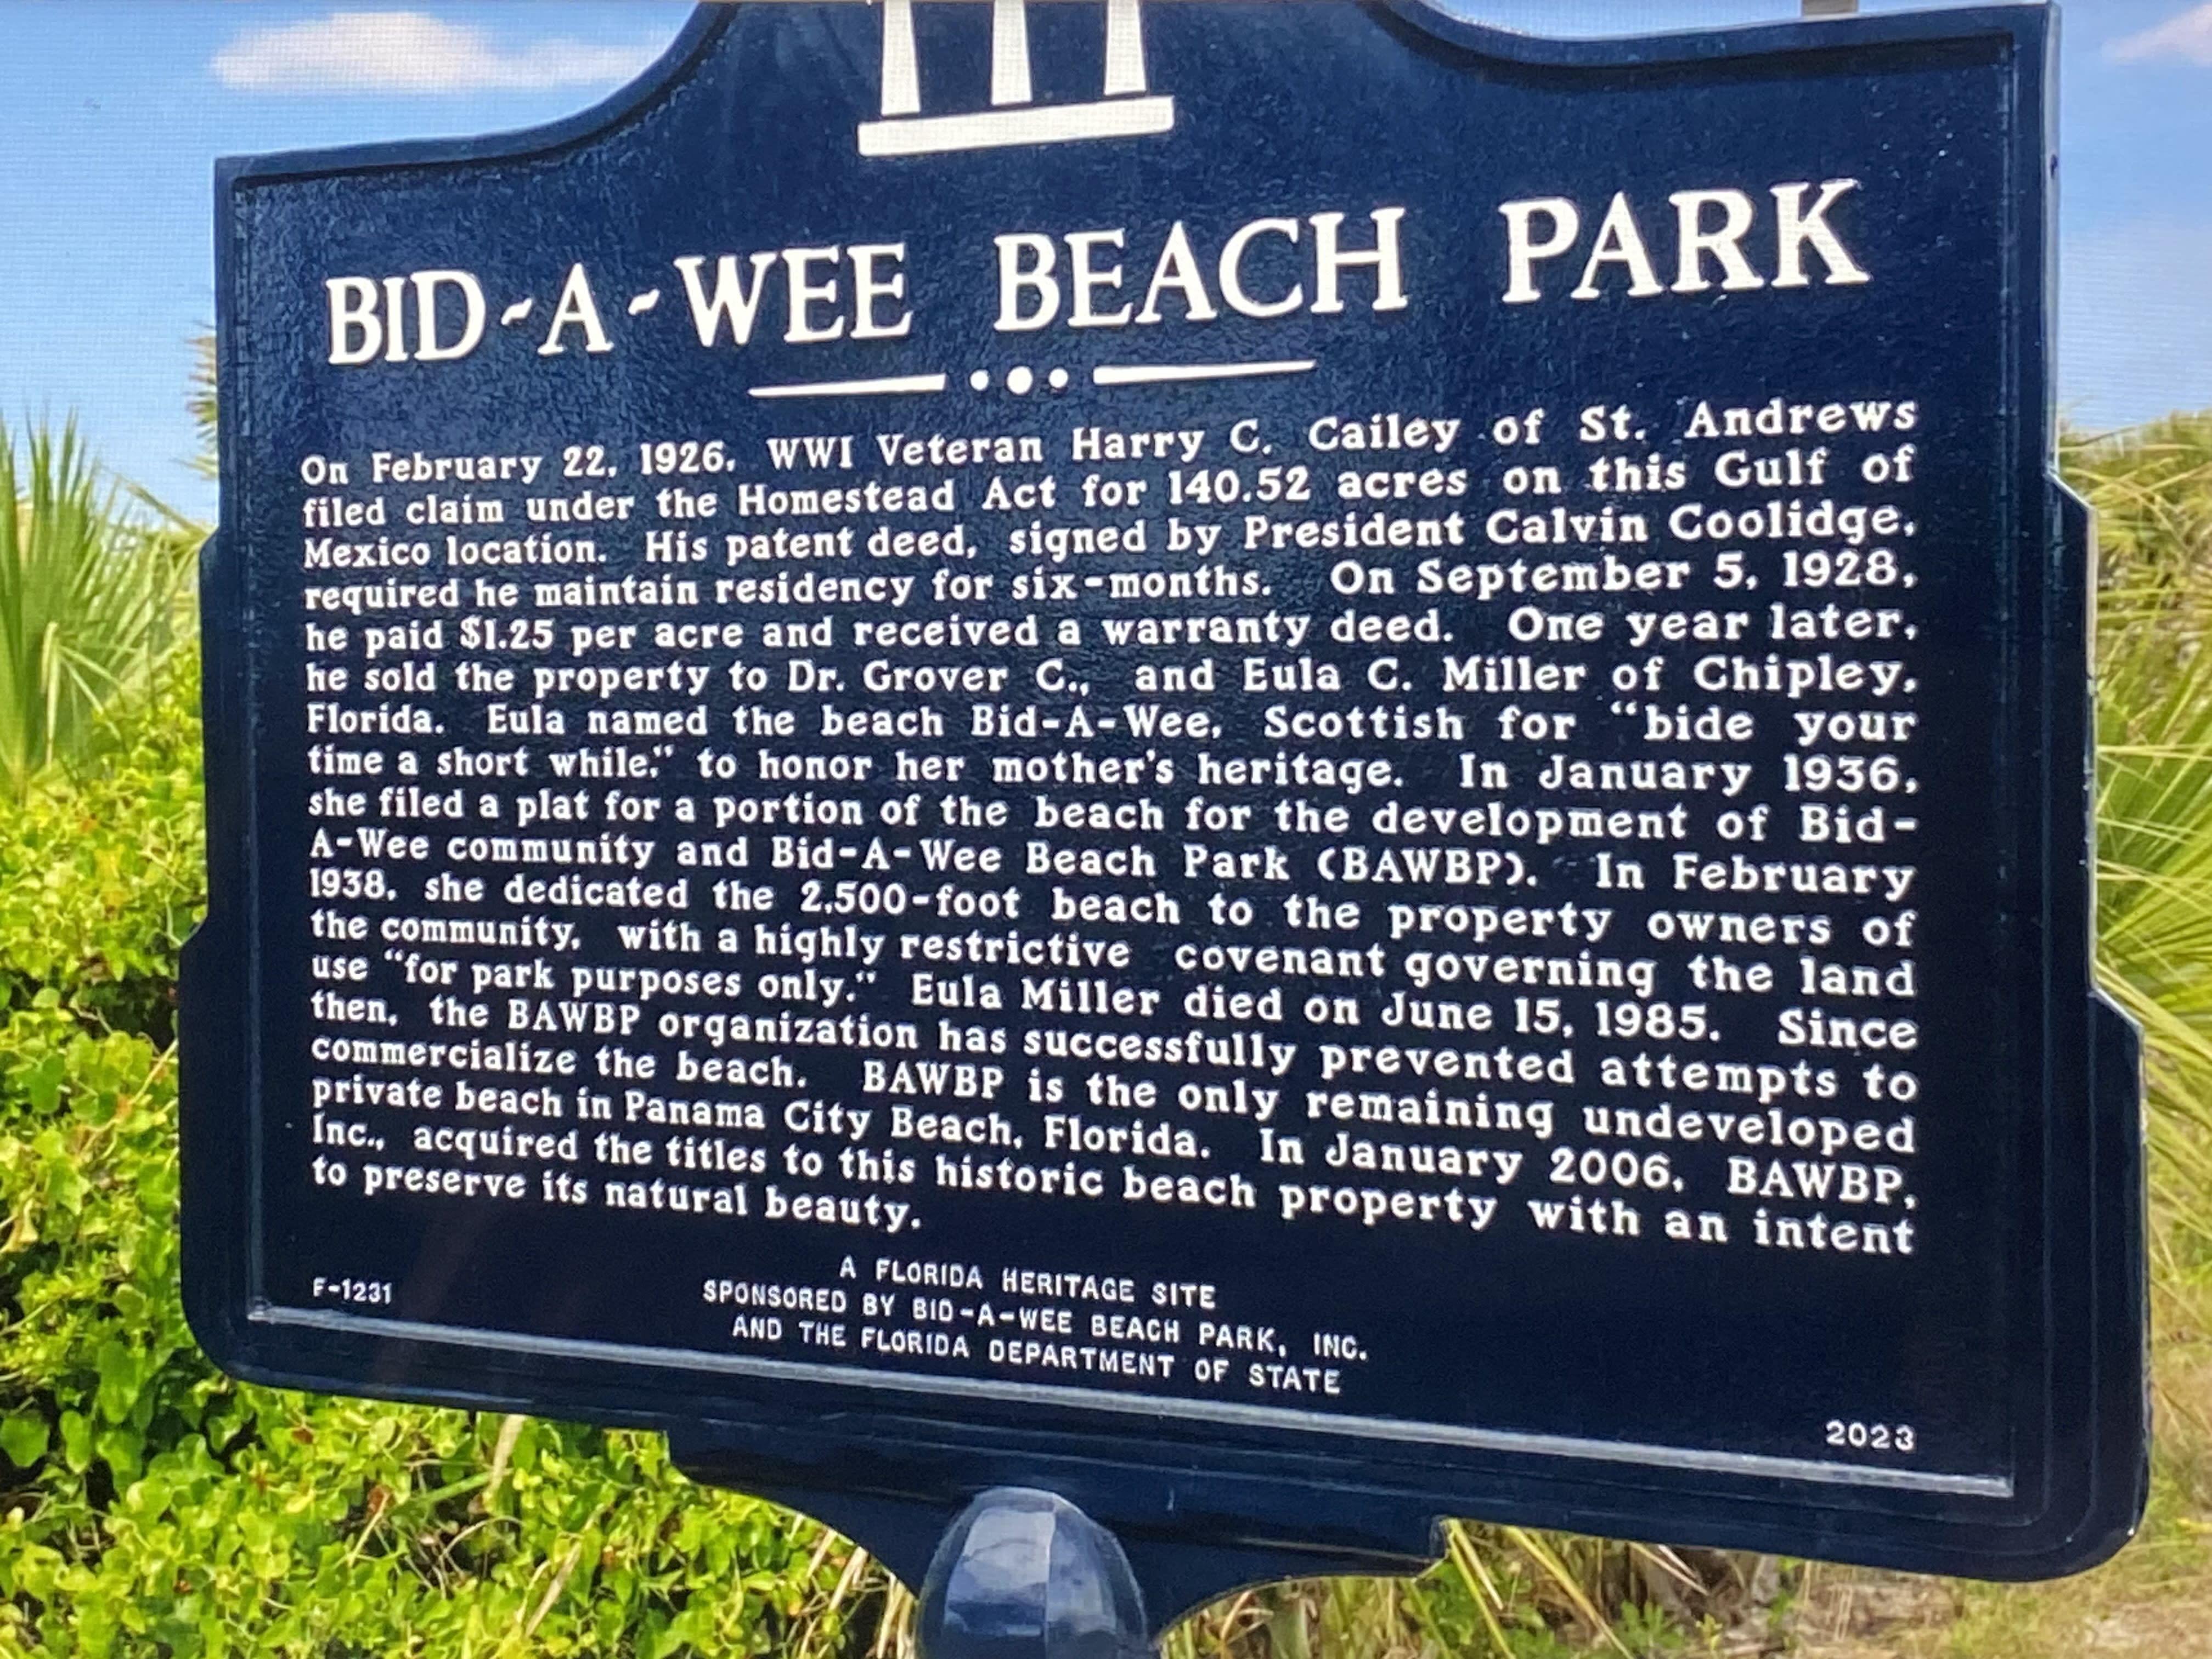 BID-A-WEE BEACH PARK
On February 22, 1926, WWI Veteran Harry C. Cailey of St. Andrews
filed claim under the Homestead Act for 140.52 acres on this Gulf of
Mexico location. His patent deed, signed by President Calvin Coolidge,
required he maintain residency for six-months. On September 5, 1928,
he paid $1.25 per acre and received a warranty deed. One year later,
he sold the property to Dr. Grover C., and Eula C. Miller of Chipley,
Florida. Eula named the beach Bid-A-Wee, Scottish for "bide your
time a short while," to honor her mother's heritage. In January 1936,
she filed a plat for a portion of the beach for the development of Bid-
A-Wee community and Bid-A-Wee Beach Park (BAWBP). In February
1938, she dedicated the 2,500-foot beach to the property owners of
the community, with a highly restrictive covenant governing the land
use "for park purposes only." Eula Miller died on June 15, 1985. Since
then, the BAWBP organization has successfully prevented attempts to
commercialize the beach. BAWBP is the only remaining undeveloped
private beach in Panama City Beach, Florida. In January 2006, BAWBP,
Inc., acquired the titles to this historic beach property with an intent
to preserve its natural beauty.
A FLORIDA HERITAGE SITE
SPONSORED BY BID-A-WEE BEACH PARK, INC.
AND THE FLORIDA DEPARTMENT OF STATE
F-1231
2023